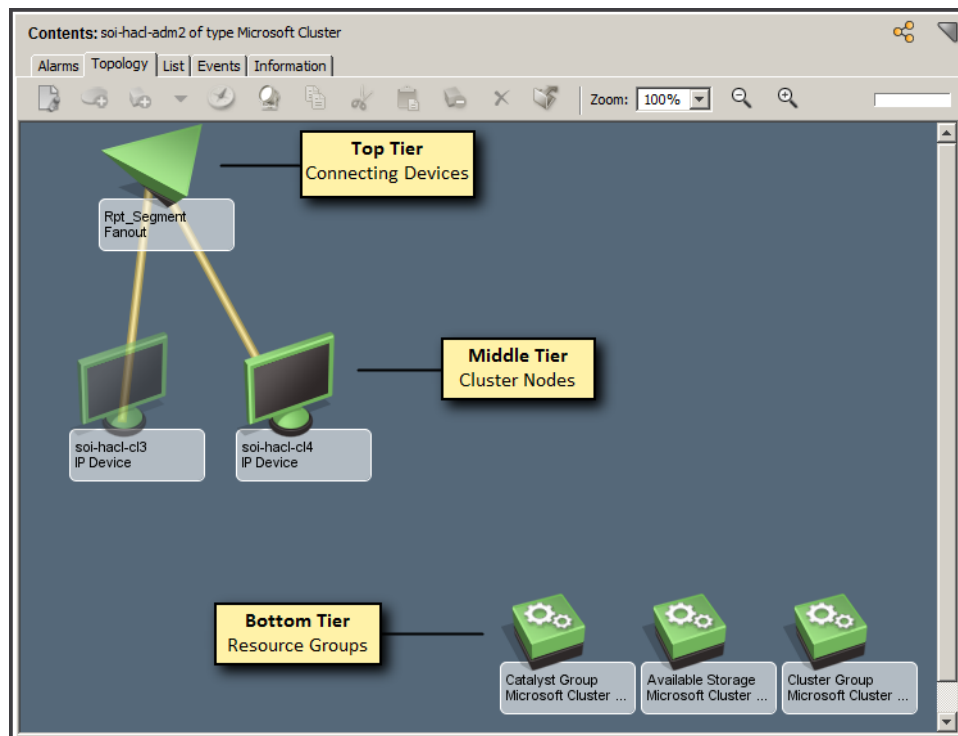 Contents: soi-hacl-adm2 of type Microsoft Cluster
Alarms Topology List Events Information
Zoom: 100%
Top Tier
Connecting Devices
Rpt_Segment
Fanout
Middle Tier
Cluster Nodes
soi-hacl-cl3
IP Device
soi-hacl-cl4
IP Device
Bottom Tier
Resource Groups
Catalyst Group
Microsoft Cluster ...
Available Storage
Microsoft Cluster ...
Cluster Group
Microsoft Cluster ...